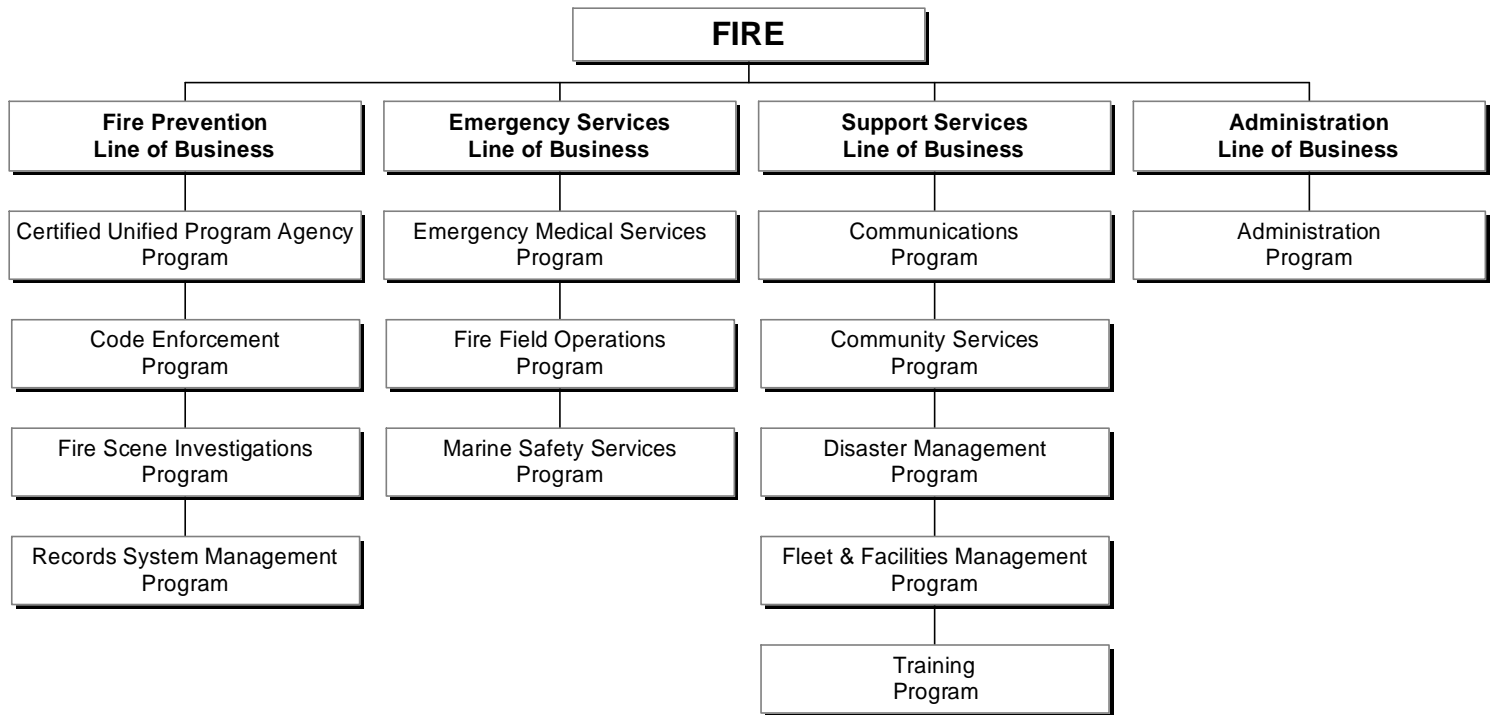 FIRE
Fire Prevention
Line of Business
Emergency Services
Line of Business
Support Services
Line of Business
Administration
Line of Business
Certified Unified Program Agency
Program
Emergency Medical Services
Program
Communications
Program
Administration
Program
Code Enforcement
Program
Fire Field Operations
Program
Community Services
Program
Fire Scene Investigations
Program
Marine Safety Services
Program
Disaster Management
Program
Records System Management
Program
Fleet & Facilities Management
Program
Training
Program